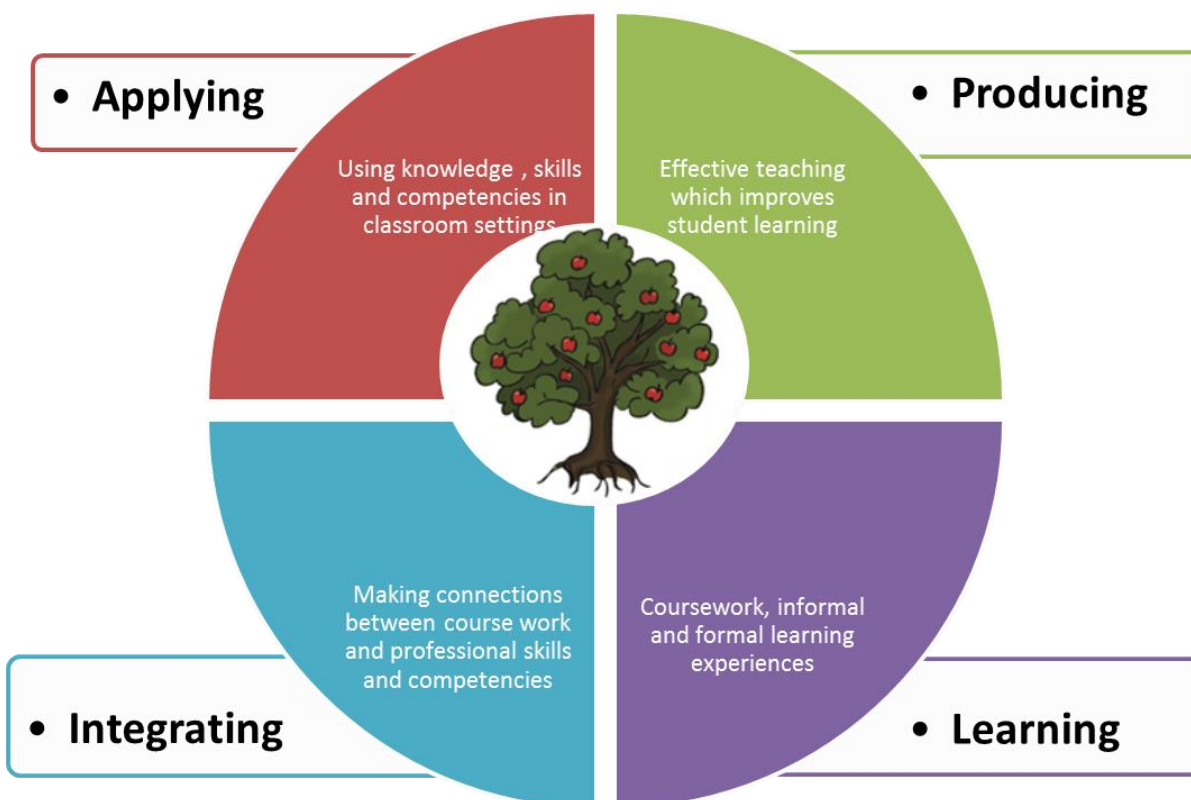 • Applying
Using knowledge , skills
and competencies in
classroom settings
• Producing
Effective teaching
which improves
student learning
• Integrating
Making connections
between course work
and professional skills
and competencies
• Learning
Coursework, informal
and formal learning
experiences